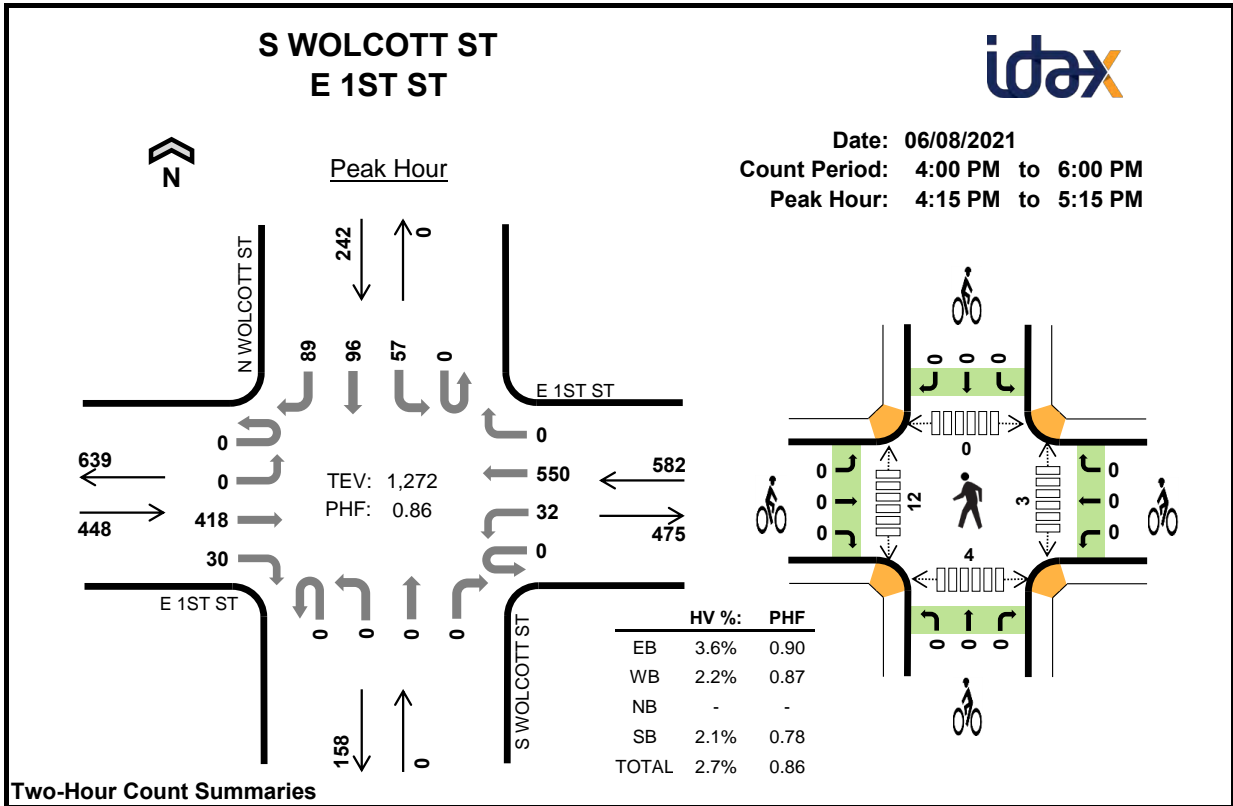 S WOLCOTT ST
E 1ST ST
idax
N
Peak Hour
Date: 06/08/2021
Count Period: 4:00 PM to 6:00 PM
Peak Hour: 4:15 PM to 5:15 PM
N WOLCOTT ST
242
0
89
96
57
0
E 1ST ST
0
0
639
448
418
30
TEV: 1,272
PHF: 0.86
0
550
32
0
582
475
E 1ST ST
0
0
0
0
S WOLCOTT ST
158
0
HV %: PHF
EB 3.6% 0.90
WB 2.2% 0.87
NB - -
SB 2.1% 0.78
TOTAL 2.7% 0.86
0 0 0
0
0
0
0
12
3
0
0
0
4
0 0 0
Two-Hour Count Summaries